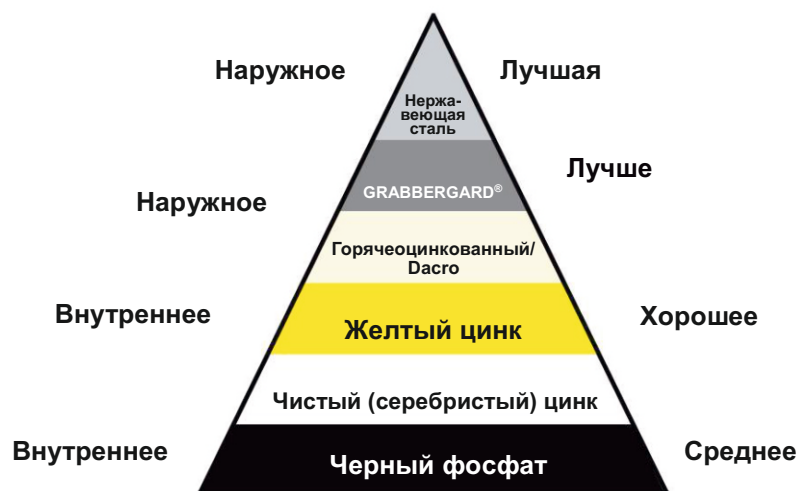 Наружное
Лучшая
Нержа-
веющая
сталь
Лучше
GRABBERGARD®
Наружное
Горячеоцинкованный/
Dacro
Внутреннее
Хорошее
Желтый цинк
Чистый (серебристый) цинк
Внутреннее
Среднее
Черный фосфат